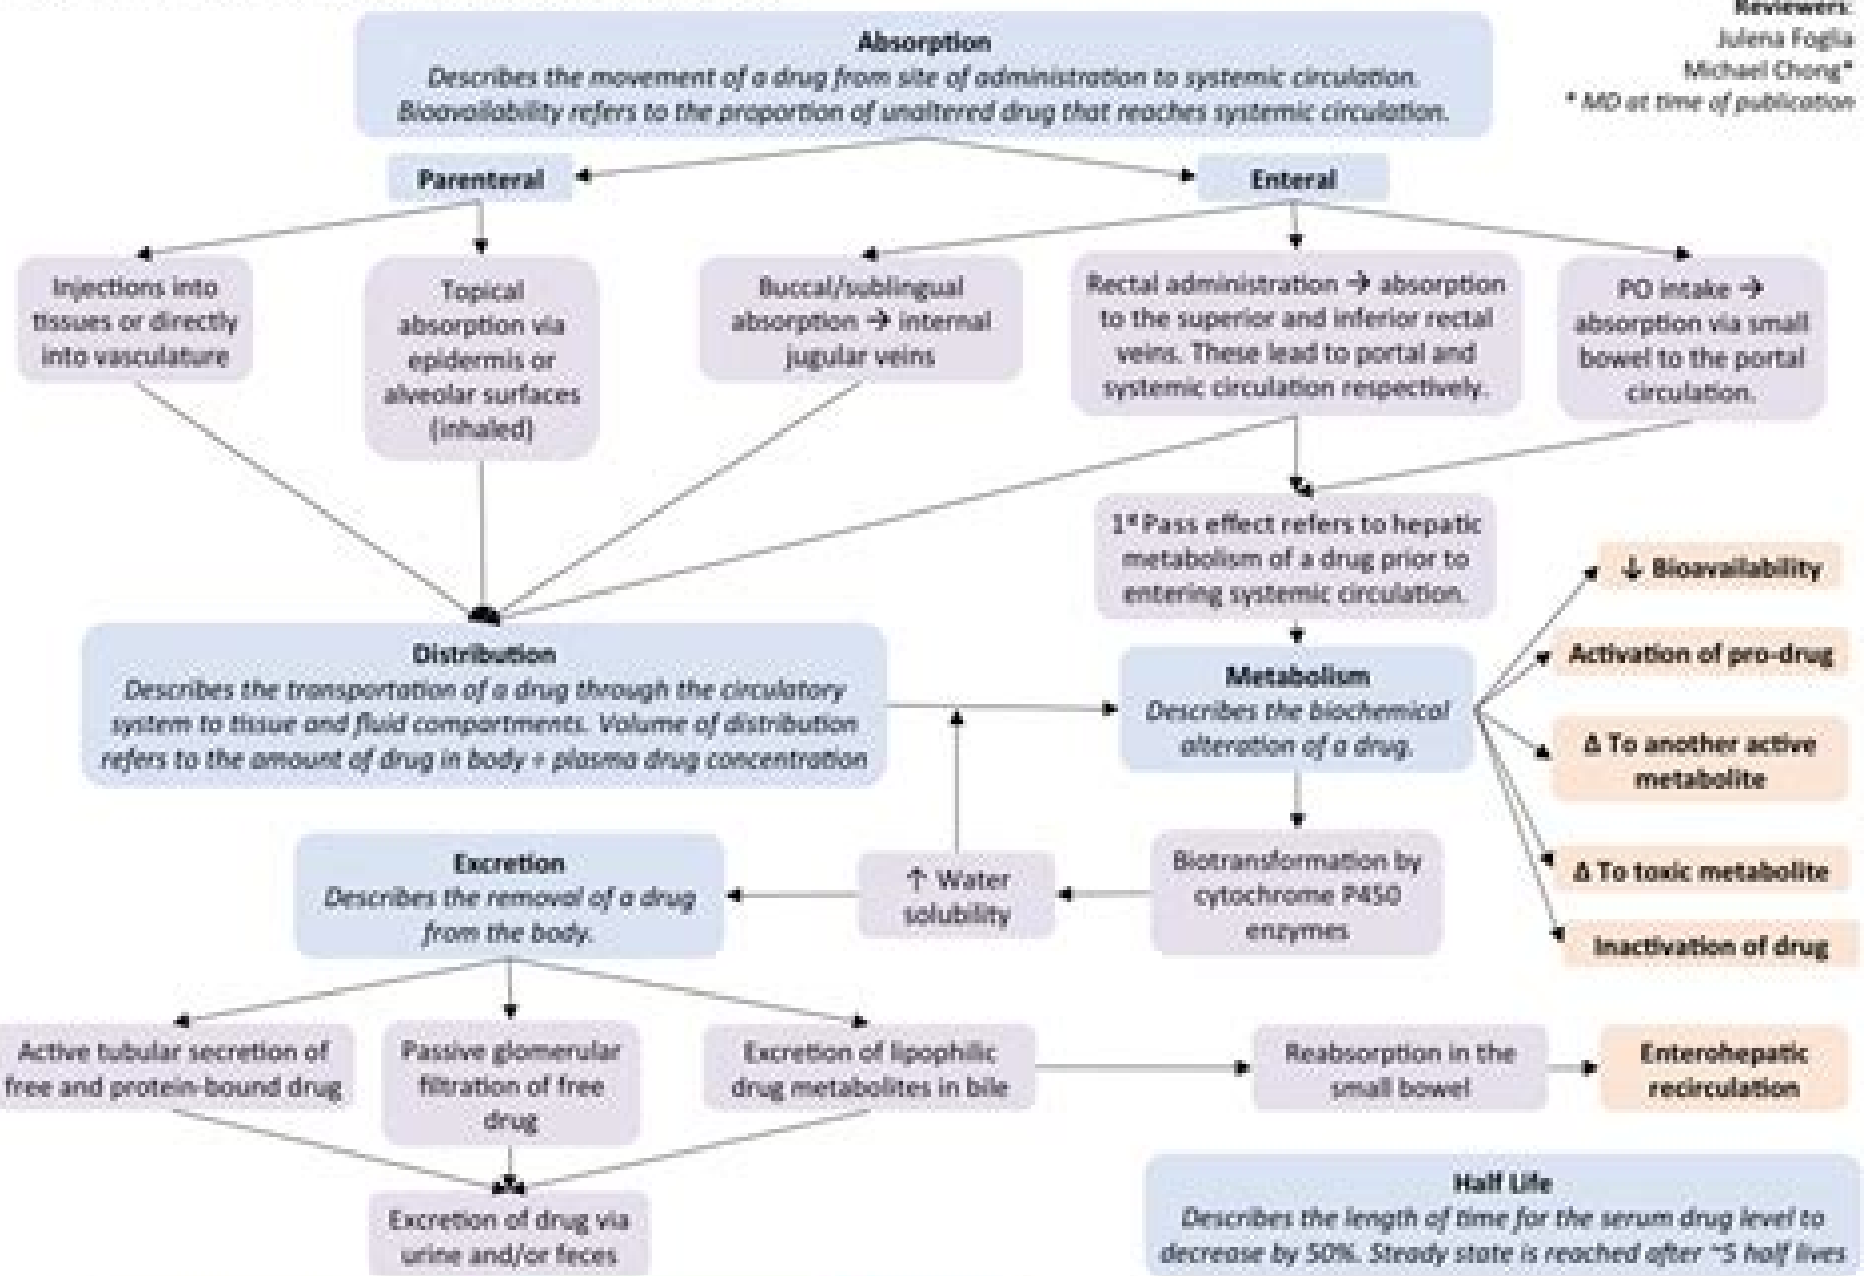 Reviewers:
Julena Foglia
Michael Chong*
* MD at time of publication
Absorption
Describes the movement of a drug from site of administration to systemic circulation.
Bioavailability refers to the proportion of unaltered drug that reaches systemic circulation.
Parenteral
Enteral
Injections into
tissues or directly
into vasculature
Topical
absorption via
epidermis or
alveolar surfaces
(inhaled)
Buccal/sublingual
absorption → internal
jugular veins
Rectal administration → absorption
to the superior and inferior rectal
veins. These lead to portal and
systemic circulation respectively.
PO intake →
absorption via small
bowel to the portal
circulation.
1st Pass effect refers to hepatic
metabolism of a drug prior to
entering systemic circulation.
Distribution
Describes the transportation of a drug through the circulatory
system to tissue and fluid compartments. Volume of distribution
refers to the amount of drug in body ÷ plasma drug concentration
Metabolism
Describes the biochemical
alteration of a drug.
↓ Bioavailability
Activation of pro-drug
Δ To another active
metabolite
Δ To toxic metabolite
Inactivation of drug
Excretion
Describes the removal of a drug
from the body.
↑ Water
solubility
Biotransformation by
cytochrome P450
enzymes
Active tubular secretion of
free and protein-bound drug
Passive glomerular
filtration of free
drug
Excretion of lipophilic
drug metabolites in bile
Reabsorption in the
small bowel
Enterohepatic
recirculation
Excretion of drug via
urine and/or feces
Half Life
Describes the length of time for the serum drug level to
decrease by 50%. Steady state is reached after ~5 half lives